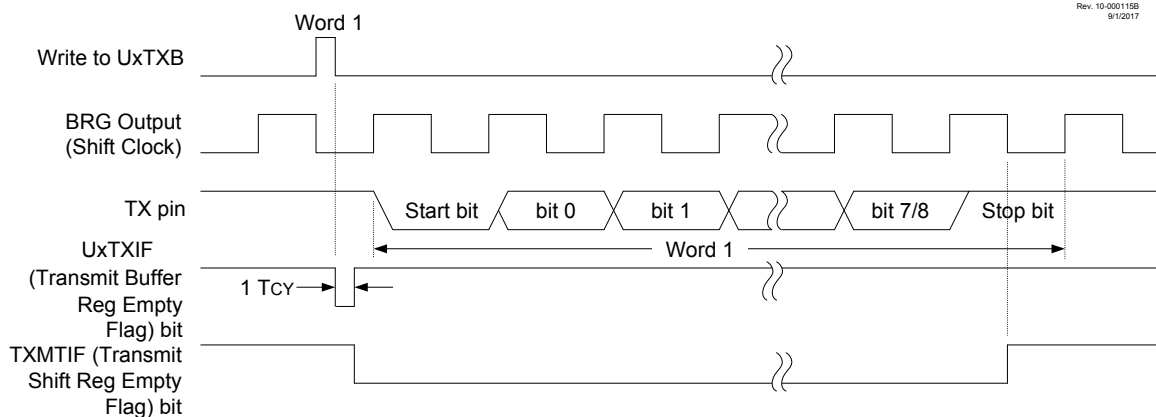 Rev. 10-000115B
9/1/2017
Word 1
Write to UxTXB
BRG Output
(Shift Clock)
TX pin
Start bit
bit 0
bit 1
bit 7/8
Stop bit
Word 1
UxTXIF
(Transmit Buffer
Reg Empty
Flag) bit
1 TCY
TXMTIF (Transmit
Shift Reg Empty
Flag) bit